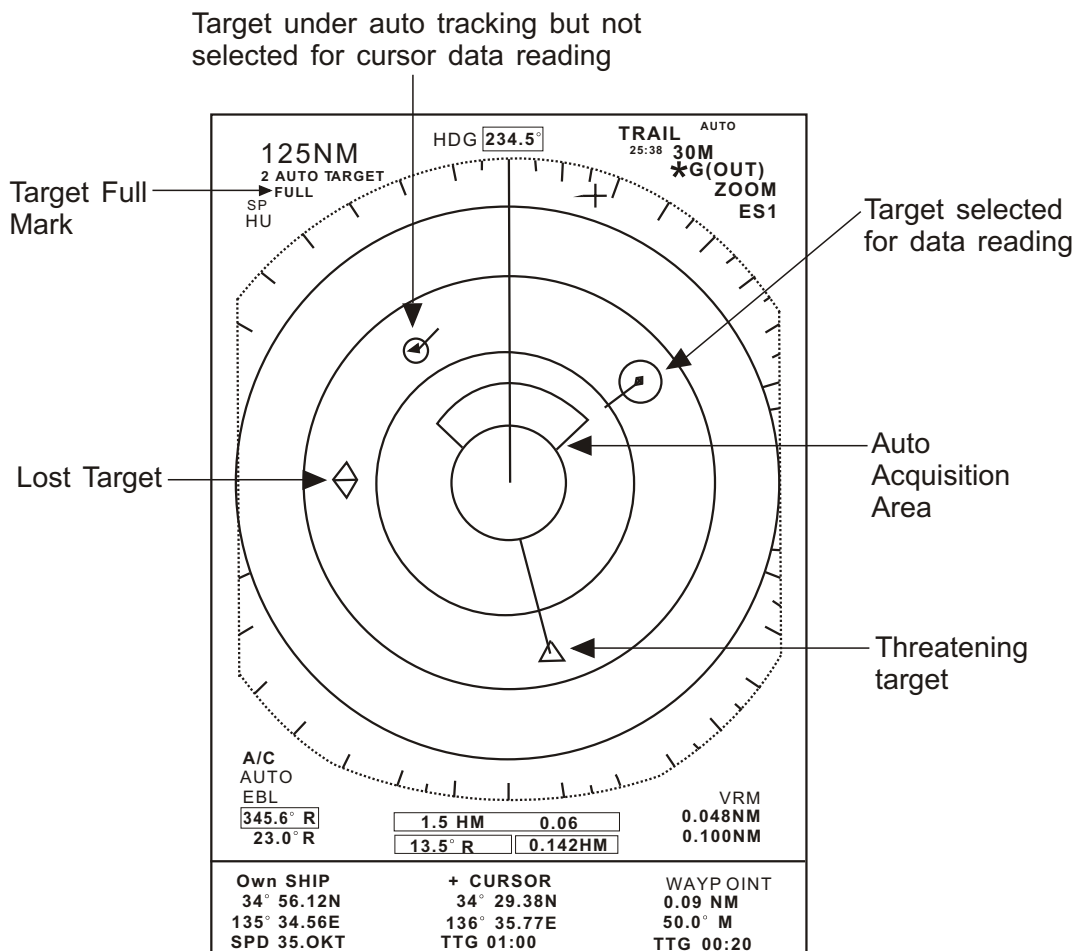 Target under auto tracking but not
selected for cursor data reading
125NM
2 AUTO TARGET
FULL
SP
HU
HDG 234.5°
TRAIL AUTO
25:38 30M
*G(OUT)
ZOOM
ES1
Target Full
Mark
Target selected
for data reading
Lost Target
Auto
Acquisition
Area
Threatening
target
A/C
AUTO
EBL
345.6° R
23.0° R
1.5 HM 0.06
13.5° R 0.142HM
VRM
0.048NM
0.100NM
Own SHIP
34° 56.12N
135° 34.56E
SPD 35.OKT
+ CURSOR
34° 29.38N
136° 35.77E
TTG 01:00
WAYP OINT
0.09 NM
50.0° M
TTG 00:20